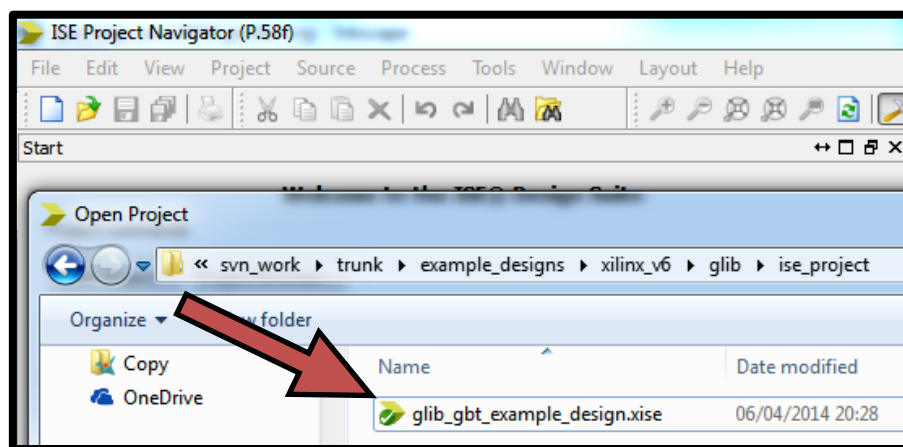 ISE Project Navigator (P.58f)
File Edit View Project Source Process Tools Window Layout Help
Start
Open Project
« svn_work ▸ trunk ▸ example_designs ▸ xilinx_v6 ▸ glib ▸ ise_project
Organize folder
Copy
OneDrive
Name Date modified
glib_gbt_example_design.xise 06/04/2014 20:28